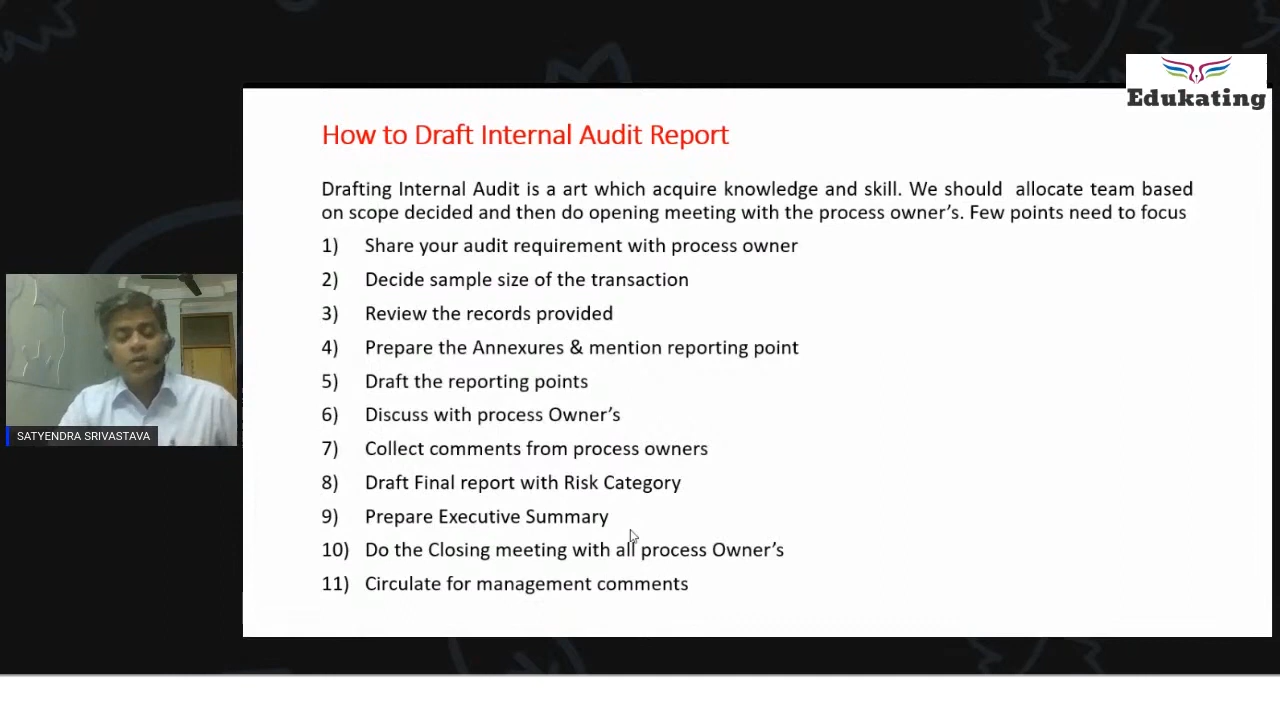 Edukating
How to Draft Internal Audit Report
Drafting Internal Audit is a art which acquire knowledge and skill. We should allocate team based
on scope decided and then do opening meeting with the process owner’s. Few points need to focus
1) Share your audit requirement with process owner
2) Decide sample size of the transaction
3) Review the records provided
4) Prepare the Annexures & mention reporting point
5) Draft the reporting points
6) Discuss with process Owner’s
7) Collect comments from process owners
8) Draft Final report with Risk Category
9) Prepare Executive Summary
10) Do the Closing meeting with all process Owner’s
11) Circulate for management comments
SATYENDRA SRIVASTAVA